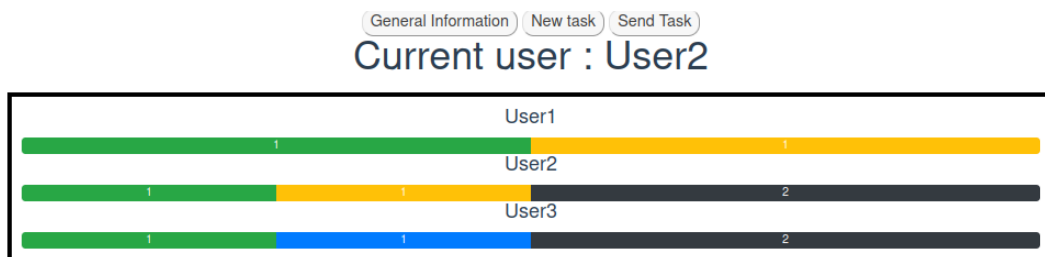 General Information New task Send Task
Current user : User2
User1
1 1
User2
1 1 2
User3
1 1 2